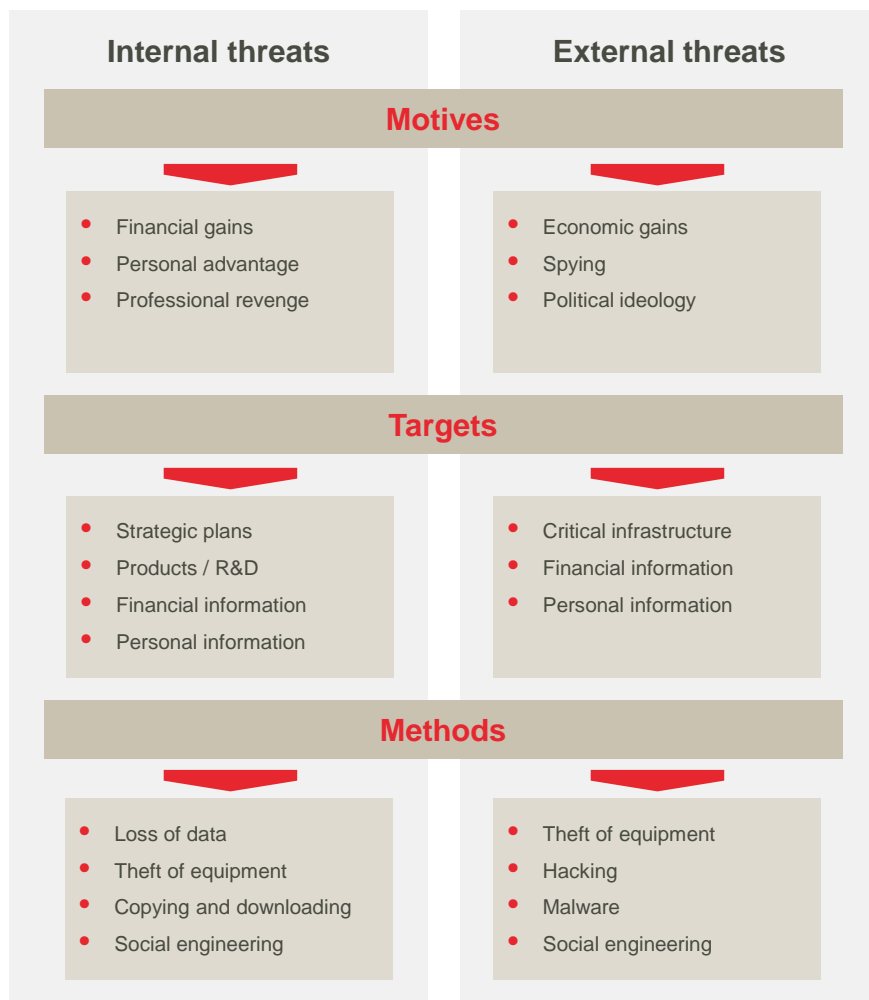 Internal threats
External threats
Motives
• Financial gains
• Personal advantage
• Professional revenge
• Economic gains
• Spying
• Political ideology
Targets
• Strategic plans
• Products / R&D
• Financial information
• Personal information
• Critical infrastructure
• Financial information
• Personal information
Methods
• Loss of data
• Theft of equipment
• Copying and downloading
• Social engineering
• Theft of equipment
• Hacking
• Malware
• Social engineering